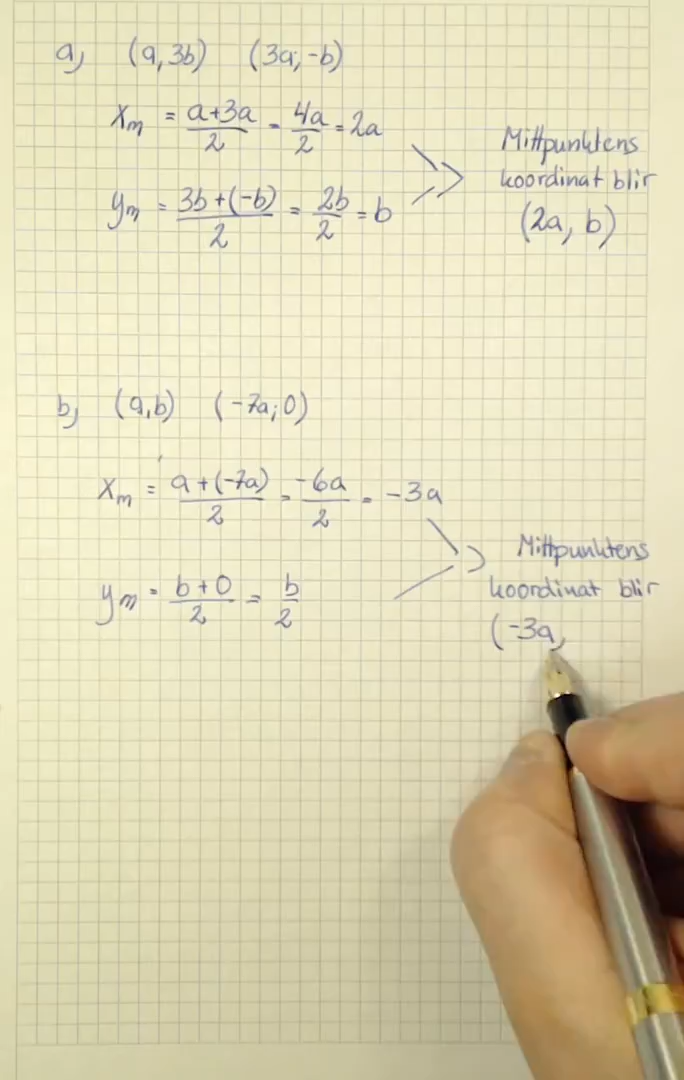 a) (a, 3b) (3a, -b)
xm = a+3a/2 = 4a/2 = 2a
ym = 3b+(-b)/2 = 2b/2 = b
Mittpunktens
koordinat blir
(2a, b)
b) (a,b) (-7a, 0)
xm = a+(-7a)/2 = -6a/2 = -3a
ym = b+0/2 = b/2
Mittpunktens
koordinat blir
(-3a,